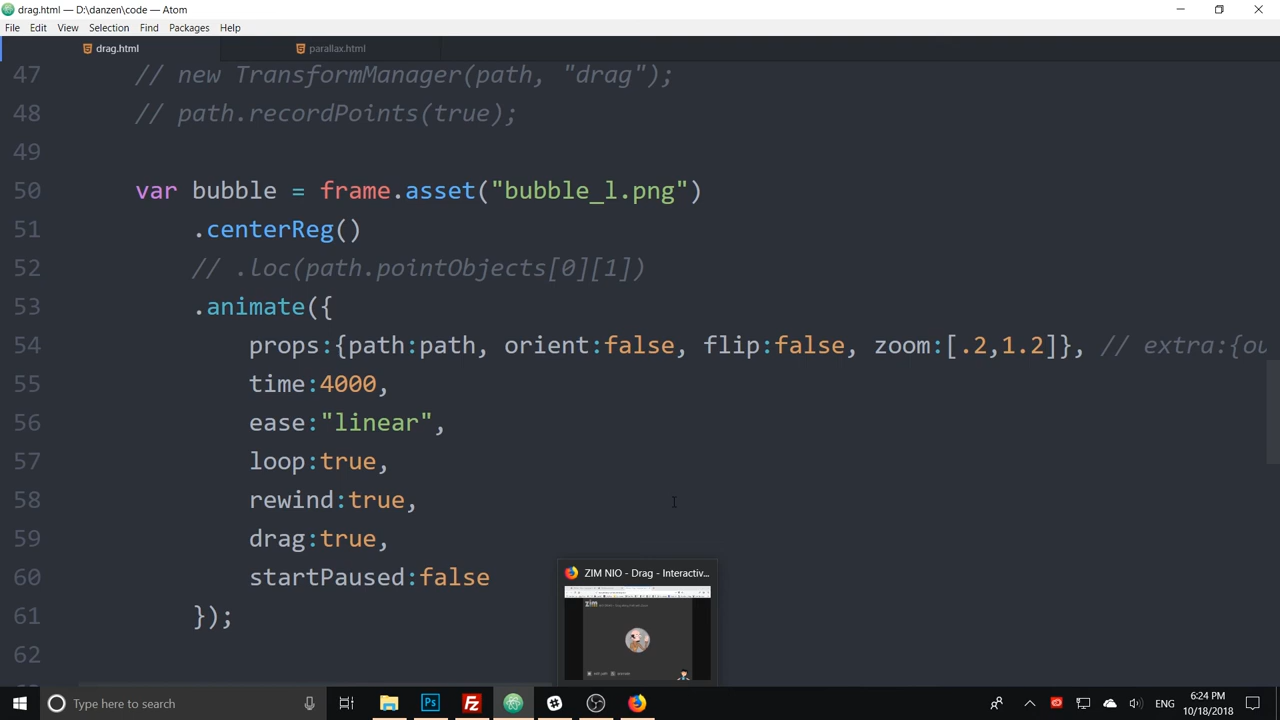 drag.html — D:\danzen\code — Atom
File Edit View Selection Find Packages Help
drag.html
parallax.html
47 // new TransformManager(path, "drag");
48 // path.recordPoints(true);
49
50 var bubble = frame.asset("bubble_l.png")
51 .centerReg()
52 // .loc(path.pointObjects[0][1])
53 .animate({
54 props:{path:path, orient:false, flip:false, zoom:[.2,1.2]}, // extra:{ou
55 time:4000,
56 ease:"linear",
57 loop:true,
58 rewind:true,
59 drag:true,
60 startPaused:false
61 });
62
ZIM NIO - Drag - Interactiv...
zim
Type here to search
Ps
Fz
ENG
6:24 PM
10/18/2018